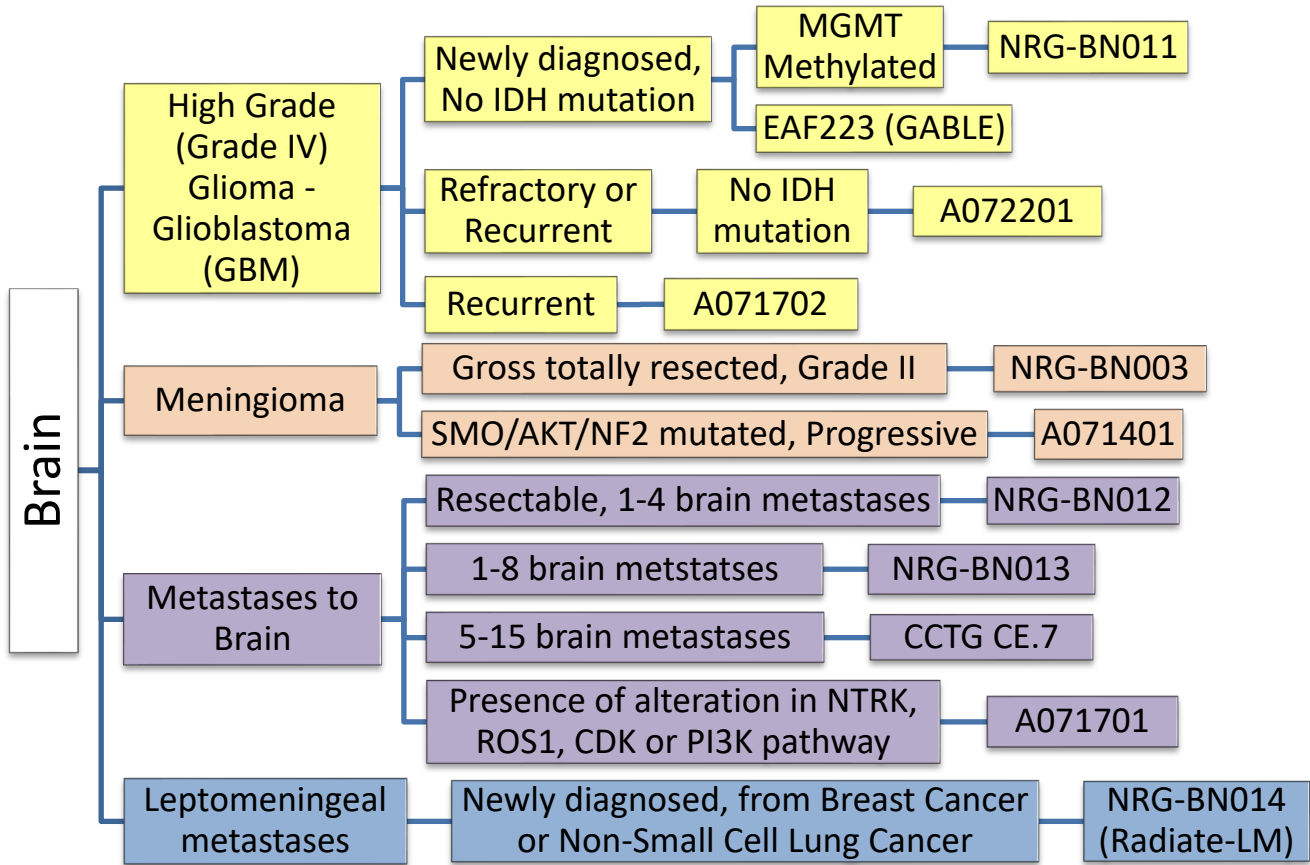 Brain
High Grade
(Grade IV)
Glioma -
Glioblastoma
(GBM)
Newly diagnosed,
No IDH mutation
MGMT
Methylated
NRG-BN011
EAF223 (GABLE)
Refractory or
Recurrent
No IDH
mutation
A072201
Recurrent
A071702
Meningioma
Gross totally resected, Grade II
NRG-BN003
SMO/AKT/NF2 mutated, Progressive
A071401
Metastases to
Brain
Resectable, 1-4 brain metastases
NRG-BN012
1-8 brain metstatses
NRG-BN013
5-15 brain metastases
CCTG CE.7
Presence of alteration in NTRK,
ROS1, CDK or PI3K pathway
A071701
Leptomeningeal
metastases
Newly diagnosed, from Breast Cancer
or Non-Small Cell Lung Cancer
NRG-BN014
(Radiate-LM)